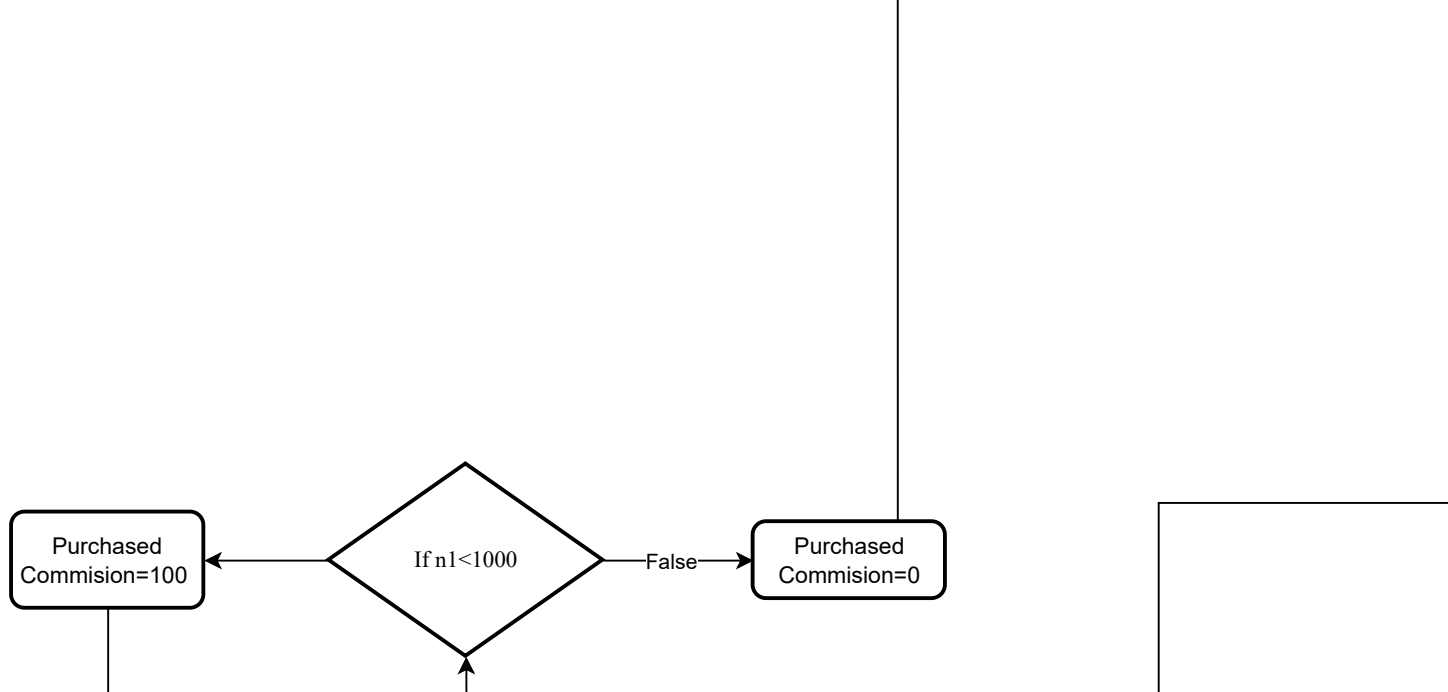 Purchased
Commision=100
If n1<1000
False
Purchased
Commision=0